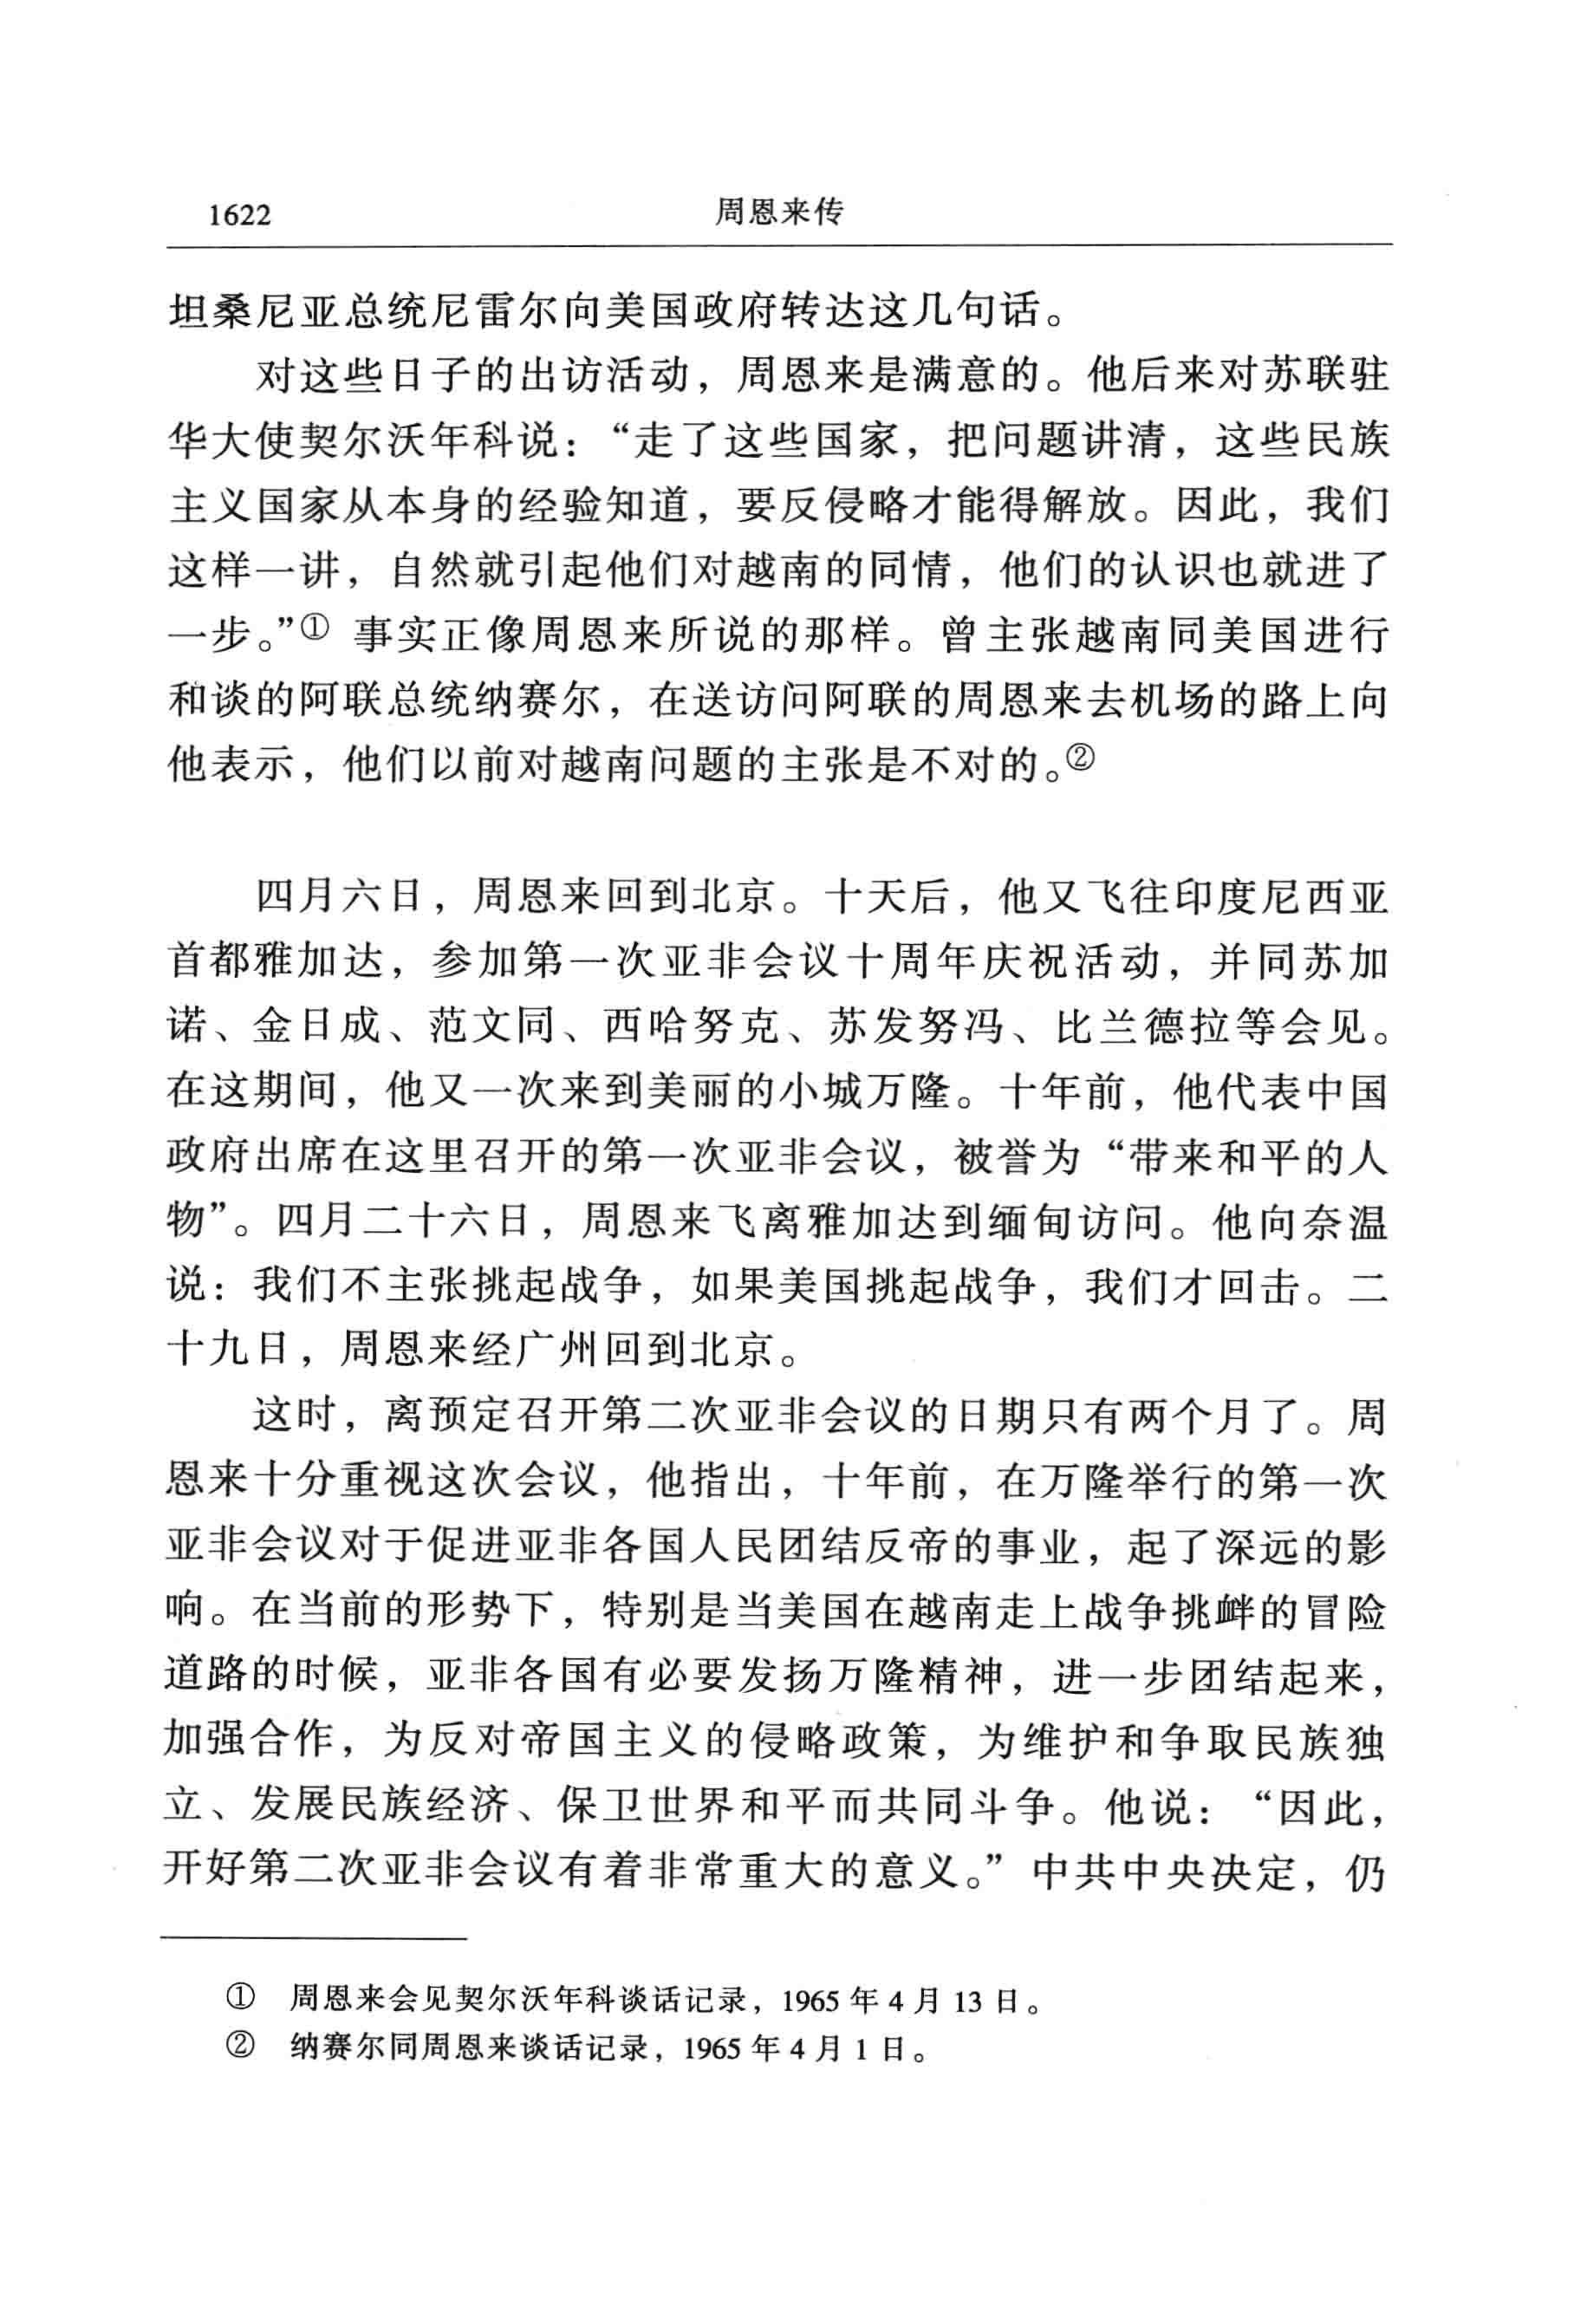 1622 周恩来传
坦桑尼亚总统尼雷尔向美国政府转达这几句话。
对这些日子的出访活动，周恩来是满意的。他后来对苏联驻
华大使契尔沃年科说：“走了这些国家，把问题讲清，这些民族
主义国家从本身的经验知道，要反侵略才能得解放。因此，我们
这样一讲，自然就引起他们对越南的同情，他们的认识也就进了
一步。”① 事实正像周恩来所说的那样。曾主张越南同美国进行
和谈的阿联总统纳赛尔，在送访问阿联的周恩来去机场的路上向
他表示，他们以前对越南问题的主张是不对的。②
四月六日，周恩来回到北京。十天后，他又飞往印度尼西亚
首都雅加达，参加第一次亚非会议十周年庆祝活动，并同苏加
诺、金日成、范文同、西哈努克、苏发努冯、比兰德拉等会见。
在这期间，他又一次来到美丽的小城万隆。十年前，他代表中国
政府出席在这里召开的第一次亚非会议，被誉为“带来和平的人
物”。四月二十六日，周恩来飞离雅加达到缅甸访问。他向奈温
说：我们不主张挑起战争，如果美国挑起战争，我们才回击。二
十九日，周恩来经广州回到北京。
这时，离预定召开第二次亚非会议的日期只有两个月了。周
恩来十分重视这次会议，他指出，十年前，在万隆举行的第一次
亚非会议对于促进亚非各国人民团结反帝的事业，起了深远的影
响。在当前的形势下，特别是当美国在越南走上战争挑衅的冒险
道路的时候，亚非各国有必要发扬万隆精神，进一步团结起来，
加强合作，为反对帝国主义的侵略政策，为维护和争取民族独
立、发展民族经济、保卫世界和平而共同斗争。他说：“因此，
开好第二次亚非会议有着非常重大的意义。”中共中央决定，仍
① 周恩来会见契尔沃年科谈话记录，1965 年 4 月 13 日。
② 纳赛尔同周恩来谈话记录，1965 年 4 月 1 日。